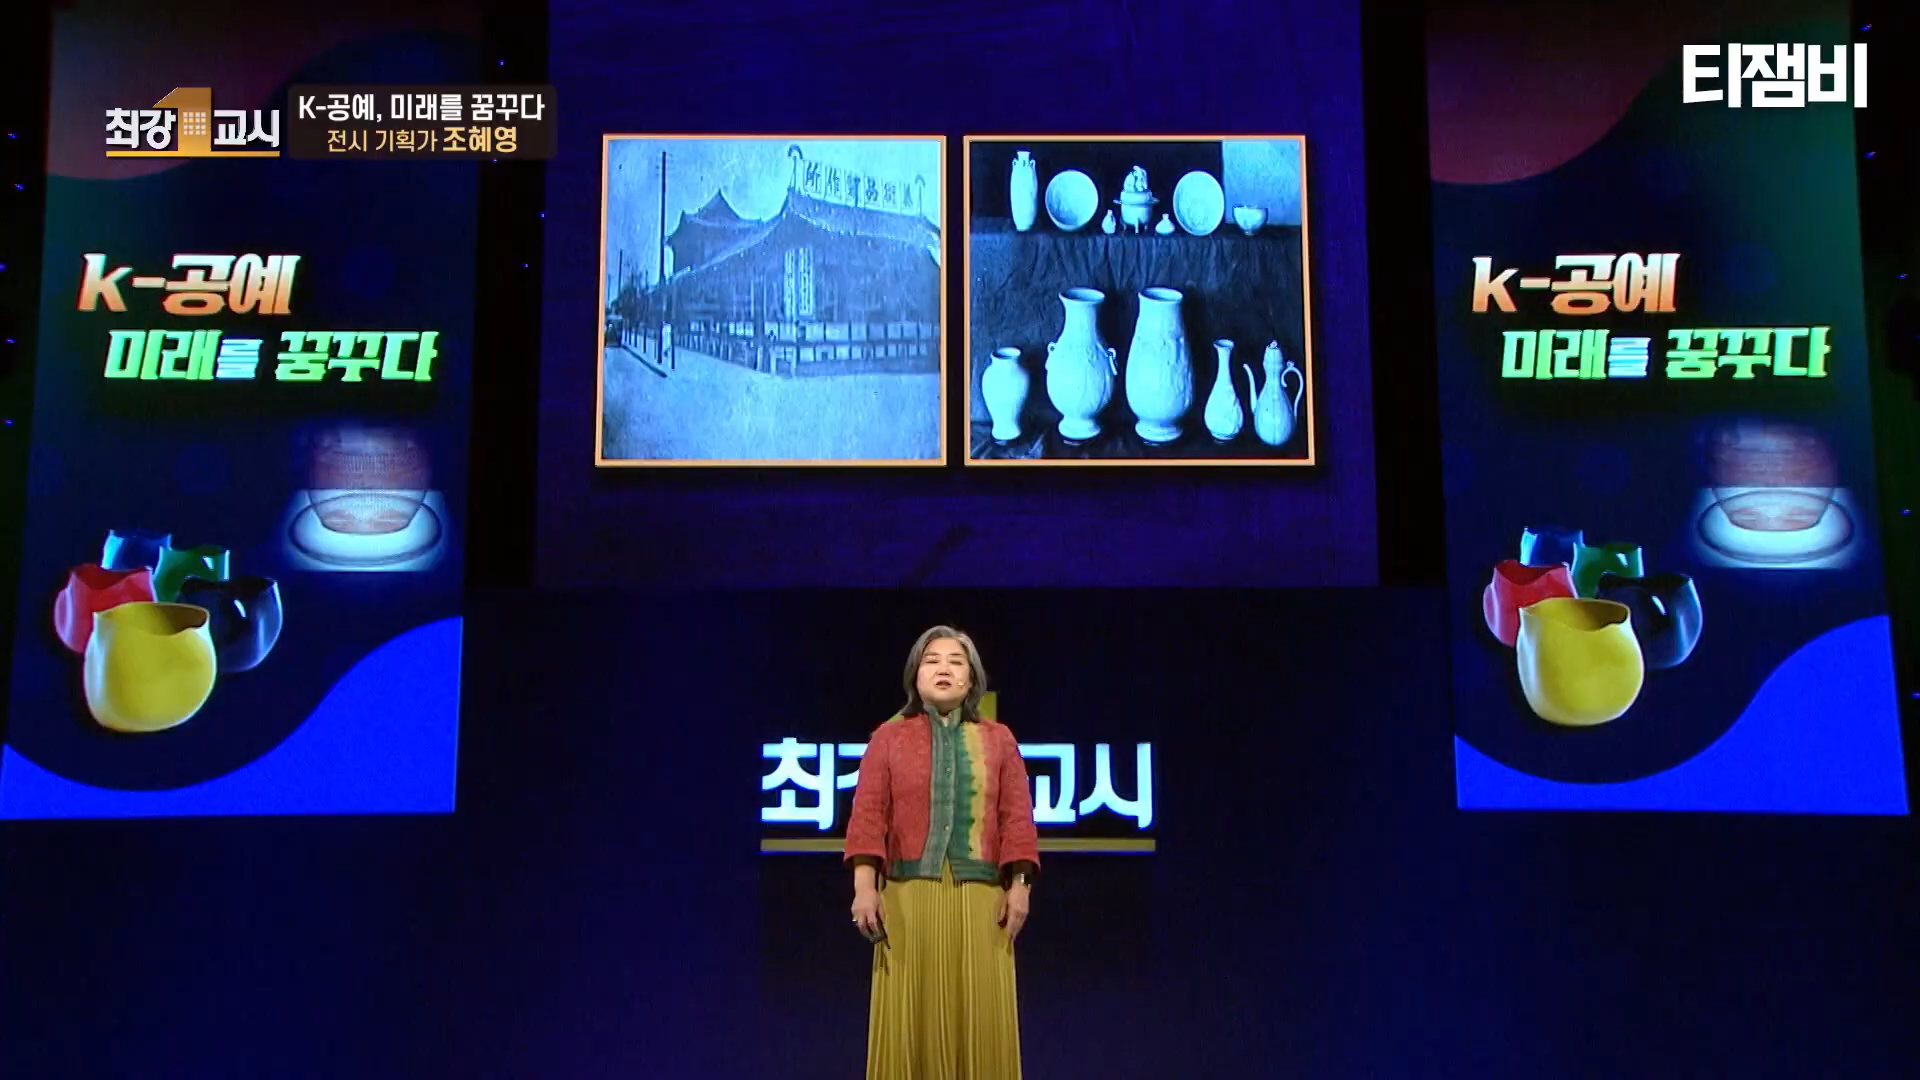 최강1교시
K-공예, 미래를 꿈꾸다
전시 기획가 조혜영
티잼비
k-공예
미래를 꿈꾸다
k-공예
미래를 꿈꾸다
교시